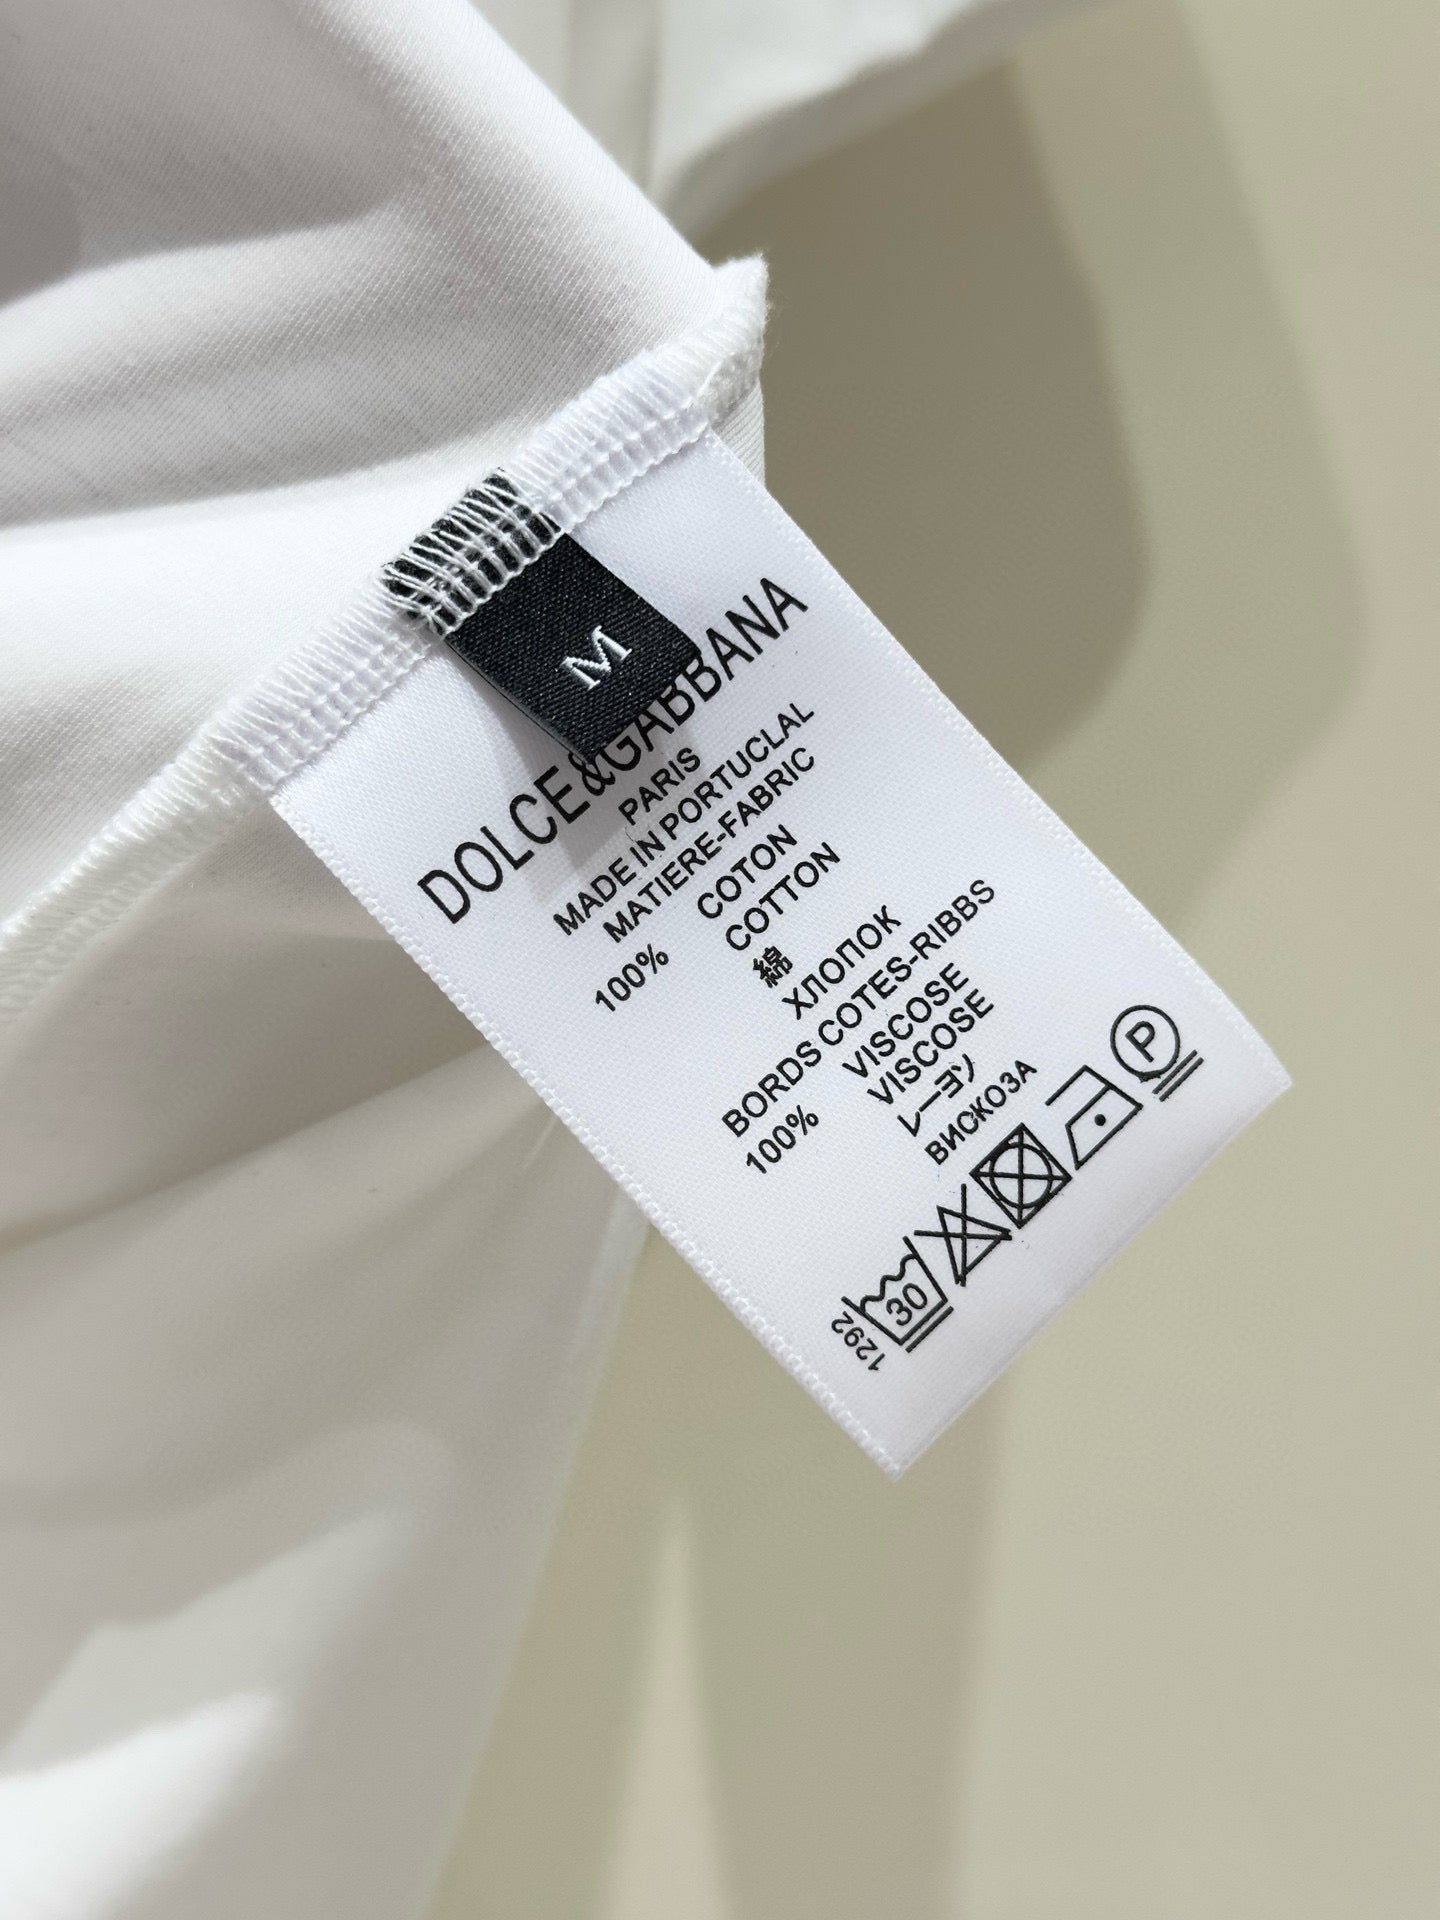 M
DOLCE&GABBANA
PARIS
MADE IN PORTUCLAL
MATIERE-FABRIC
100% COTON
COTTON
綿
ХЛОПОК
BORDS COTES-RIBBS
100% VISCOSE
VISCOSE
レーヨソ
ВИСКОЗА
30
P
1292